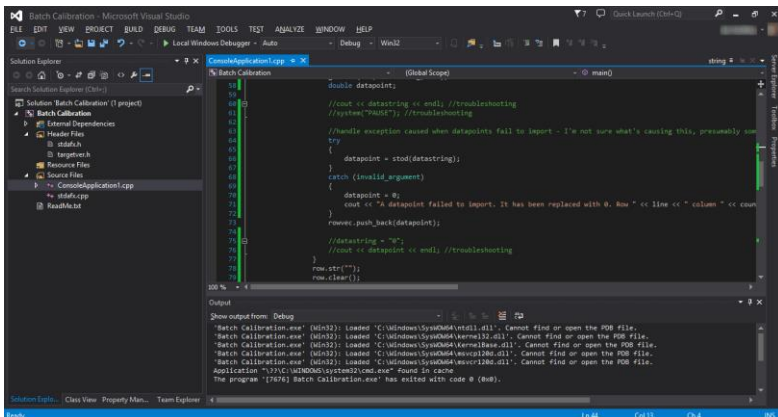 Batch Calibration - Microsoft Visual Studio
7
Quick Launch (Ctrl+Q)
FILE EDIT VIEW PROJECT BUILD DEBUG TEAM TOOLS TEST ANALYZE WINDOW HELP
Local Windows Debugger Auto Debug Win32
Solution Explorer
Search Solution Explorer (Ctrl+;)
Solution 'Batch Calibration' (1 project)
Batch Calibration
External Dependencies
Header Files
stdafx.h
targetver.h
Resource Files
Source Files
ConsoleApplication1.cpp
stdafx.cpp
ReadMe.txt
Solution Explo... Class View Property Man... Team Explorer
ConsoleApplication1.cpp
string
Batch Calibration (Global Scope) main()
58 double datapoint;
59
60 //cout << datastring << endl; //troubleshooting
61 //system("PAUSE"); //troubleshooting
62
63 //handle exception caused when datapoints fail to import - I'm not sure what's causing this, presumably som
64 try
65 {
66 datapoint = stod(datastring);
67 }
68 catch (invalid_argument)
69 {
70 datapoint = 0;
71 cout << "A datapoint failed to import. It has been replaced with 0. Row " << line << " column " << coun
72 }
73 rowvec.push_back(datapoint);
74
75 //datastring = "0";
76 //cout << datapoint << endl; //troubleshooting
77 }
78 row.str("");
79 row.clear();
100 %
Output
Show output from: Debug
'Batch Calibration.exe' (Win32): Loaded 'C:\Windows\SysWOW64\ntdll.dll'. Cannot find or open the PDB file.
'Batch Calibration.exe' (Win32): Loaded 'C:\Windows\SysWOW64\kernel32.dll'. Cannot find or open the PDB file.
'Batch Calibration.exe' (Win32): Loaded 'C:\Windows\SysWOW64\KernelBase.dll'. Cannot find or open the PDB file.
'Batch Calibration.exe' (Win32): Loaded 'C:\Windows\SysWOW64\msvcp120d.dll'. Cannot find or open the PDB file.
'Batch Calibration.exe' (Win32): Loaded 'C:\Windows\SysWOW64\msvcr120d.dll'. Cannot find or open the PDB file.
Application "\??\C:\WINDOWS\system32\cmd.exe" found in cache
The program '[7676] Batch Calibration.exe' has exited with code 0 (0x0).
Server Explorer
Toolbox
Properties
Ready Ln 44 Col 13 Ch 4 INS